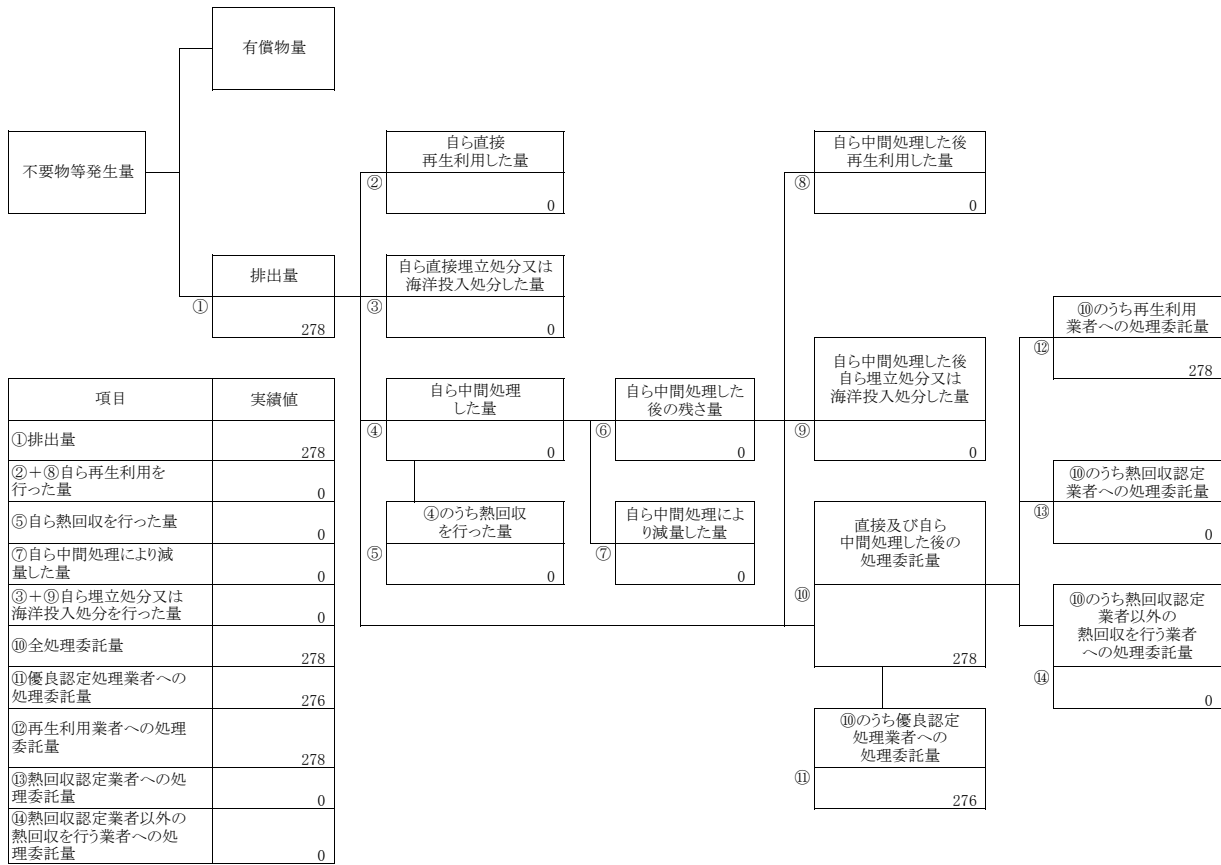 有償物量
不要物等発生量
自ら直接
再生利用した量
②
0
自ら中間処理した後
再生利用した量
⑧
0
排出量
①
278
自ら直接埋立処分又は
海洋投入処分した量
③
0
⑩のうち再生利用
業者への処理委託量
⑫
278
自ら中間処理
した量
④
0
自ら中間処理した
後の残さ量
⑥
0
自ら中間処理した後
自ら埋立処分又は
海洋投入処分した量
⑨
0
⑩のうち熱回収認定
業者への処理委託量
⑬
0
④のうち熱回収
を行った量
⑤
0
自ら中間処理によ
り減量した量
⑦
0
直接及び自ら
中間処理した後の
処理委託量
⑩
278
⑩のうち熱回収認定
業者以外の
熱回収を行う業者
への処理委託量
⑭
0
⑩のうち優良認定
処理業者への
処理委託量
⑪
276
項目 実績値
①排出量 278
②+⑧自ら再生利用を
行った量 0
⑤自ら熱回収を行った量 0
⑦自ら中間処理により減
量した量 0
③+⑨自ら埋立処分又は
海洋投入処分を行った量 0
⑩全処理委託量 278
⑪優良認定処理業者への
処理委託量 276
⑫再生利用業者への処理
委託量 278
⑬熱回収認定業者への処
理委託量 0
⑭熱回収認定業者以外の
熱回収を行う業者への処
理委託量 0